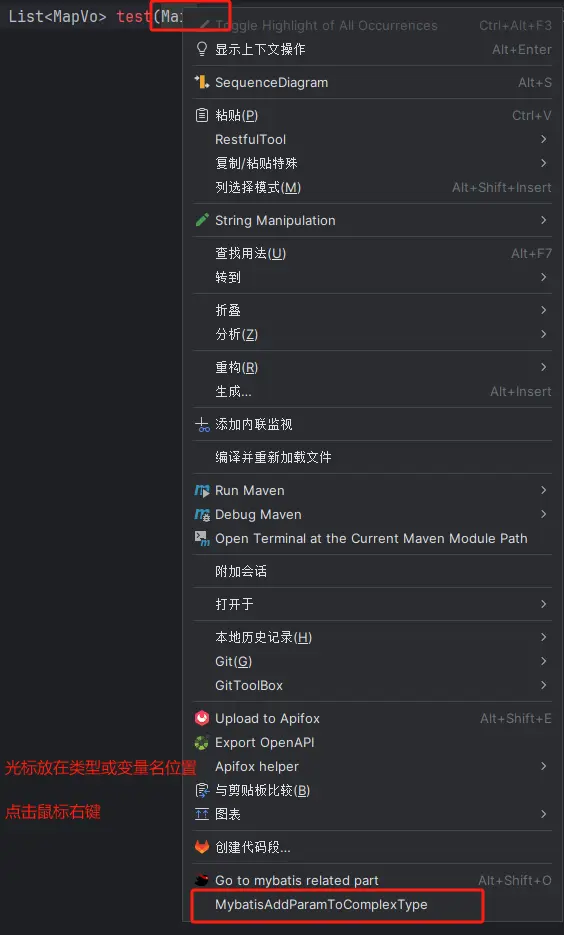 List<MapVo> test(Mai
Toggle Highlight of All Occurrences Ctrl+Alt+F3
显示上下文操作 Alt+Enter
SequenceDiagram Alt+S
粘贴(P) Ctrl+V
RestfulTool
复制/粘贴特殊
列选择模式(M) Alt+Shift+Insert
String Manipulation
查找用法(U) Alt+F7
转到
折叠
分析(Z)
重构(R)
生成... Alt+Insert
添加内联监视
编译并重新加载文件
Run Maven
Debug Maven
Open Terminal at the Current Maven Module Path
附加会话
打开于
本地历史记录(H)
Git(G)
GitToolBox
Upload to Apifox Alt+Shift+E
Export OpenAPI
光标放在类型或变量名位置
Apifox helper
与剪贴板比较(B)
点击鼠标右键
图表
创建代码段...
Go to mybatis related part Alt+Shift+O
MybatisAddParamToComplexType